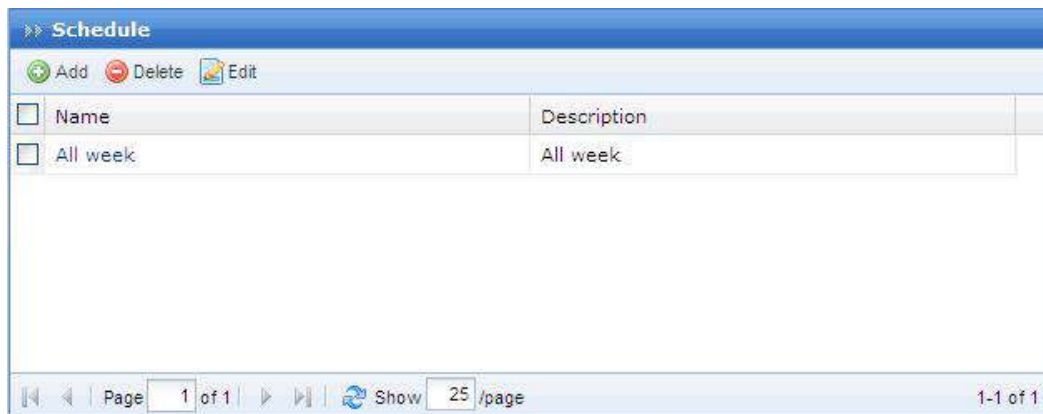 Schedule
Add Delete Edit
Name Description
All week All week
Page 1 of 1 Show 25 /page 1-1 of 1